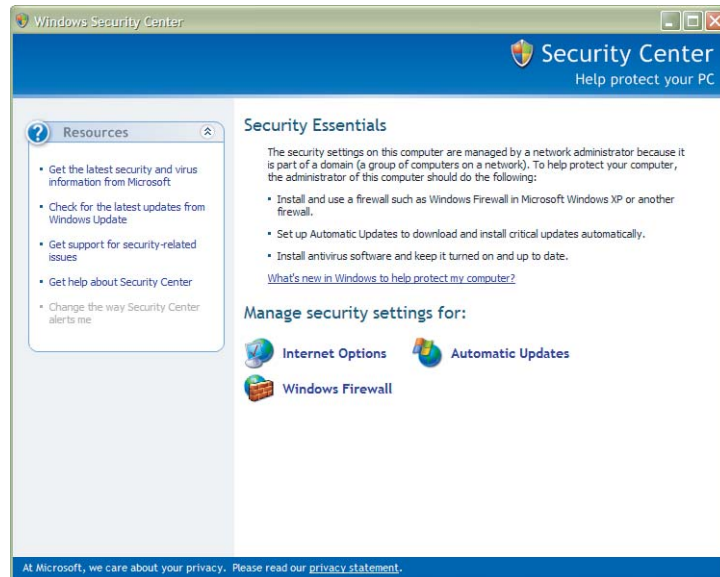 Windows Security Center
Security Center
Help protect your PC
Resources
Get the latest security and virus
information from Microsoft
Check for the latest updates from
Windows Update
Get support for security-related
issues
Get help about Security Center
Change the way Security Center
alerts me
Security Essentials
The security settings on this computer are managed by a network administrator because it
is part of a domain (a group of computers on a network). To help protect your computer,
the administrator of this computer should do the following:
Install and use a firewall such as Windows Firewall in Microsoft Windows XP or another
firewall.
Set up Automatic Updates to download and install critical updates automatically.
Install antivirus software and keep it turned on and up to date.
What's new in Windows to help protect my computer?
Manage security settings for:
Internet Options
Automatic Updates
Windows Firewall
At Microsoft, we care about your privacy. Please read our privacy statement.